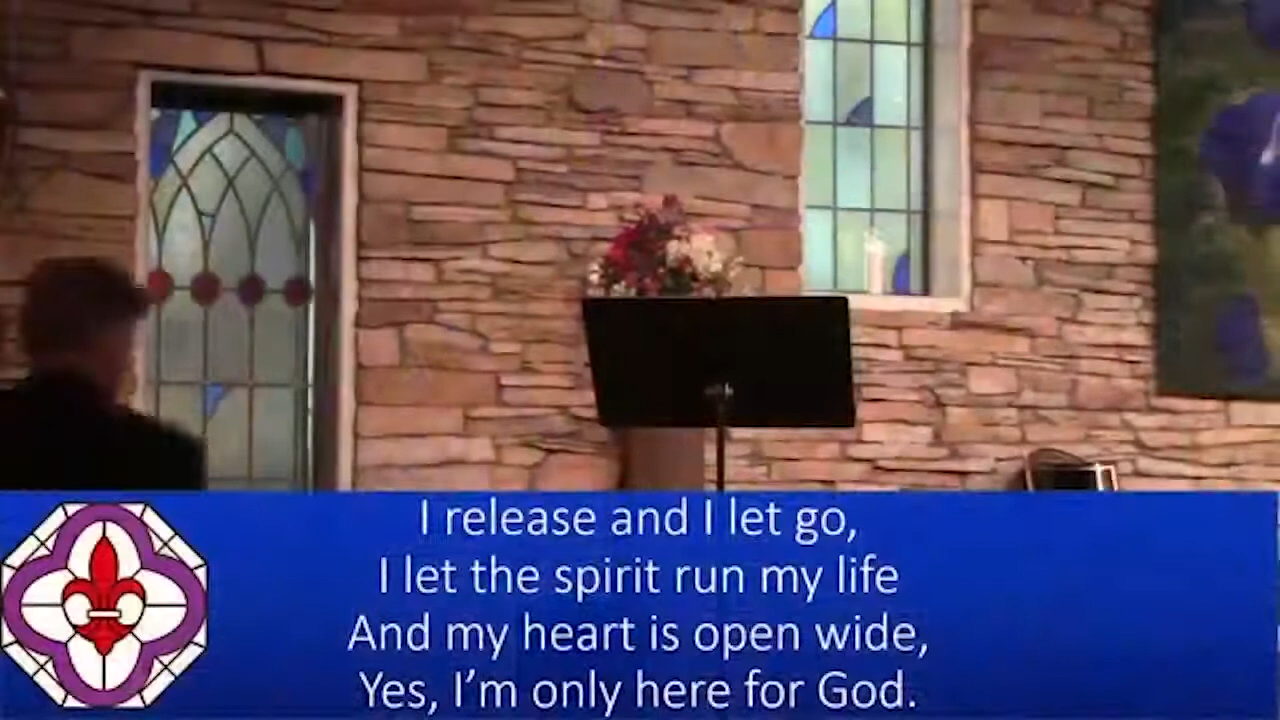 I release and I let go,
I let the spirit run my life
And my heart is open wide,
Yes, I'm only here for God.